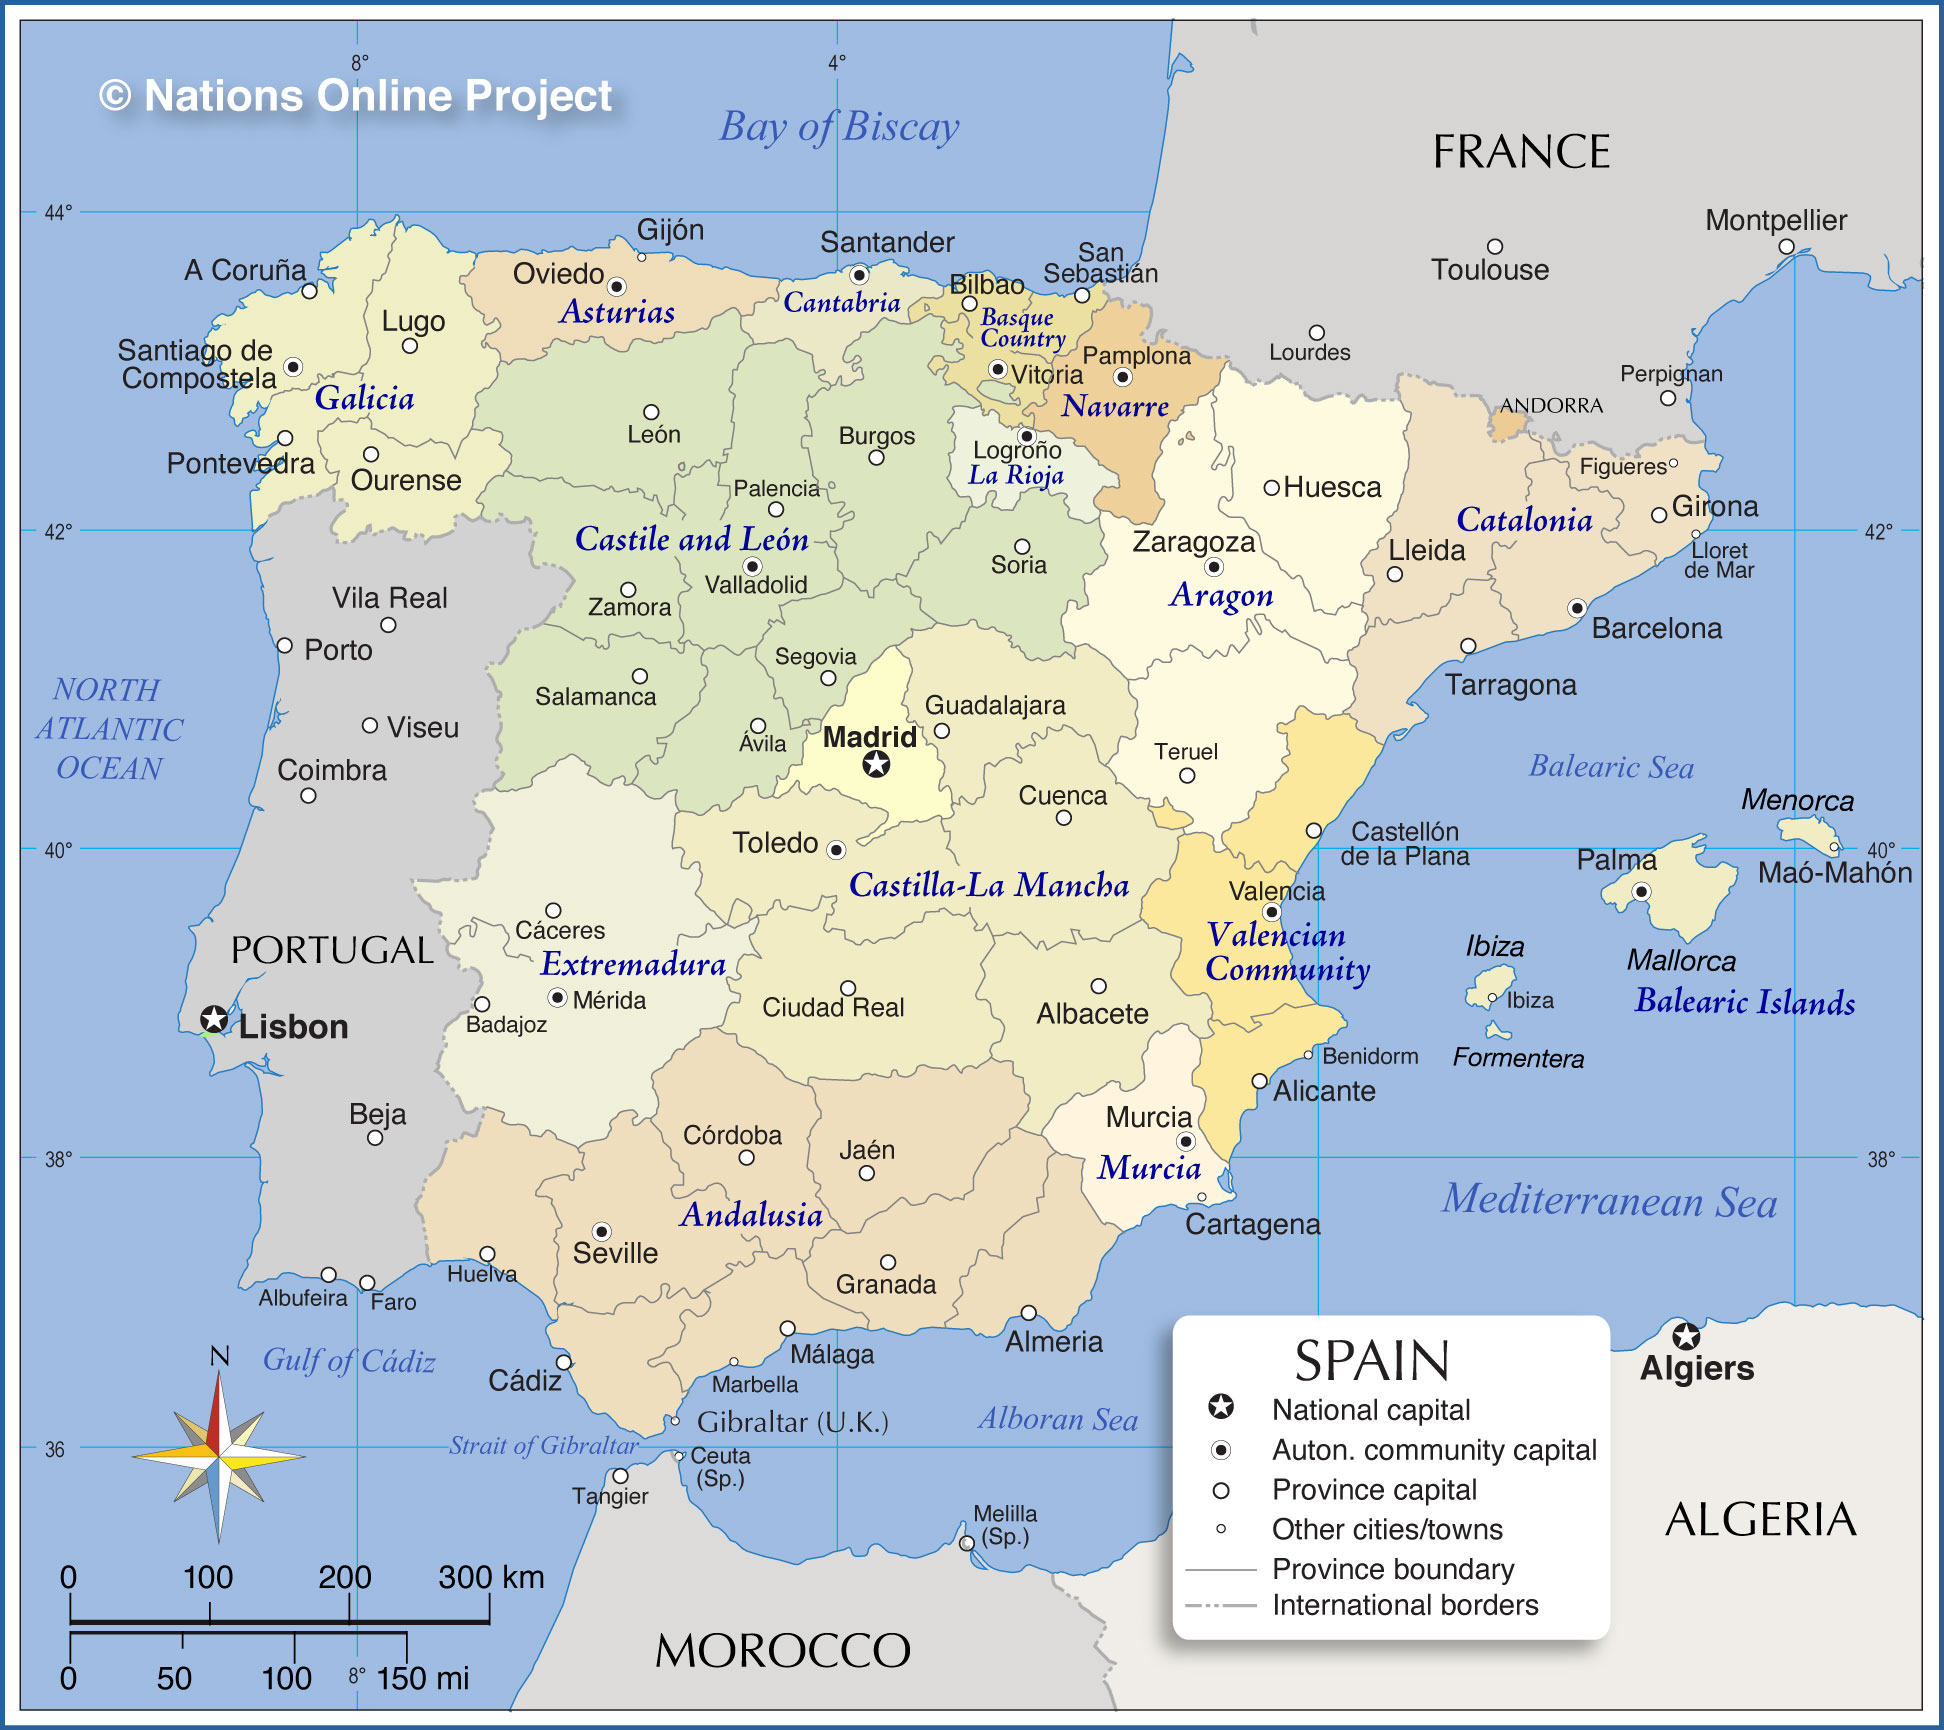 8°
4°
© Nations Online Project
Bay of Biscay
FRANCE
44°
Gijón
Santander
Montpellier
San
Sebastián
A Coruña
Oviedo
Bilbao
Toulouse
Asturias
Cantabria
Basque
Country
Lugo
Lourdes
Santiago de
Compostela
Pamplona
Vitoria
Perpignan
Galicia
Navarre
ANDORRA
León
Burgos
Logroño
La Rioja
Pontevedra
Ourense
Figueres
Palencia
Huesca
Girona
42°
Castile and León
Catalonia
42°
Zaragoza
Lleida
Lloret
de Mar
Soria
Valladolid
Aragon
Vila Real
Zamora
Barcelona
Porto
Segovia
Salamanca
Tarragona
NORTH
ATLANTIC
OCEAN
Viseu
Guadalajara
Ávila
Madrid
Teruel
Balearic Sea
Coimbra
Cuenca
Menorca
Toledo
Castellón
de la Plana
40°
Palma
40°
Maó-Mahón
Castilla-La Mancha
Valencia
Cáceres
Valencian
Community
PORTUGAL
Extremadura
Ibiza
Mallorca
Mérida
Ciudad Real
Albacete
Ibiza
Balearic Islands
Badajoz
Lisbon
Benidorm
Formentera
Alicante
Beja
Murcia
Córdoba
Jaén
38°
Murcia
38°
Andalusia
Mediterranean Sea
Seville
Cartagena
Huelva
Granada
Albufeira
Faro
Almeria
Málaga
N
Gulf of Cádiz
Cádiz
Marbella
Gibraltar (U.K.)
Alboran Sea
Algiers
36
Strait of Gibraltar
Ceuta
(Sp.)
Tangier
Melilla
(Sp.)
SPAIN
National capital
Auton. community capital
Province capital
Other cities/towns
Province boundary
International borders
ALGERIA
MOROCCO
0 100 200 300 km
0 50 100 8° 150 mi